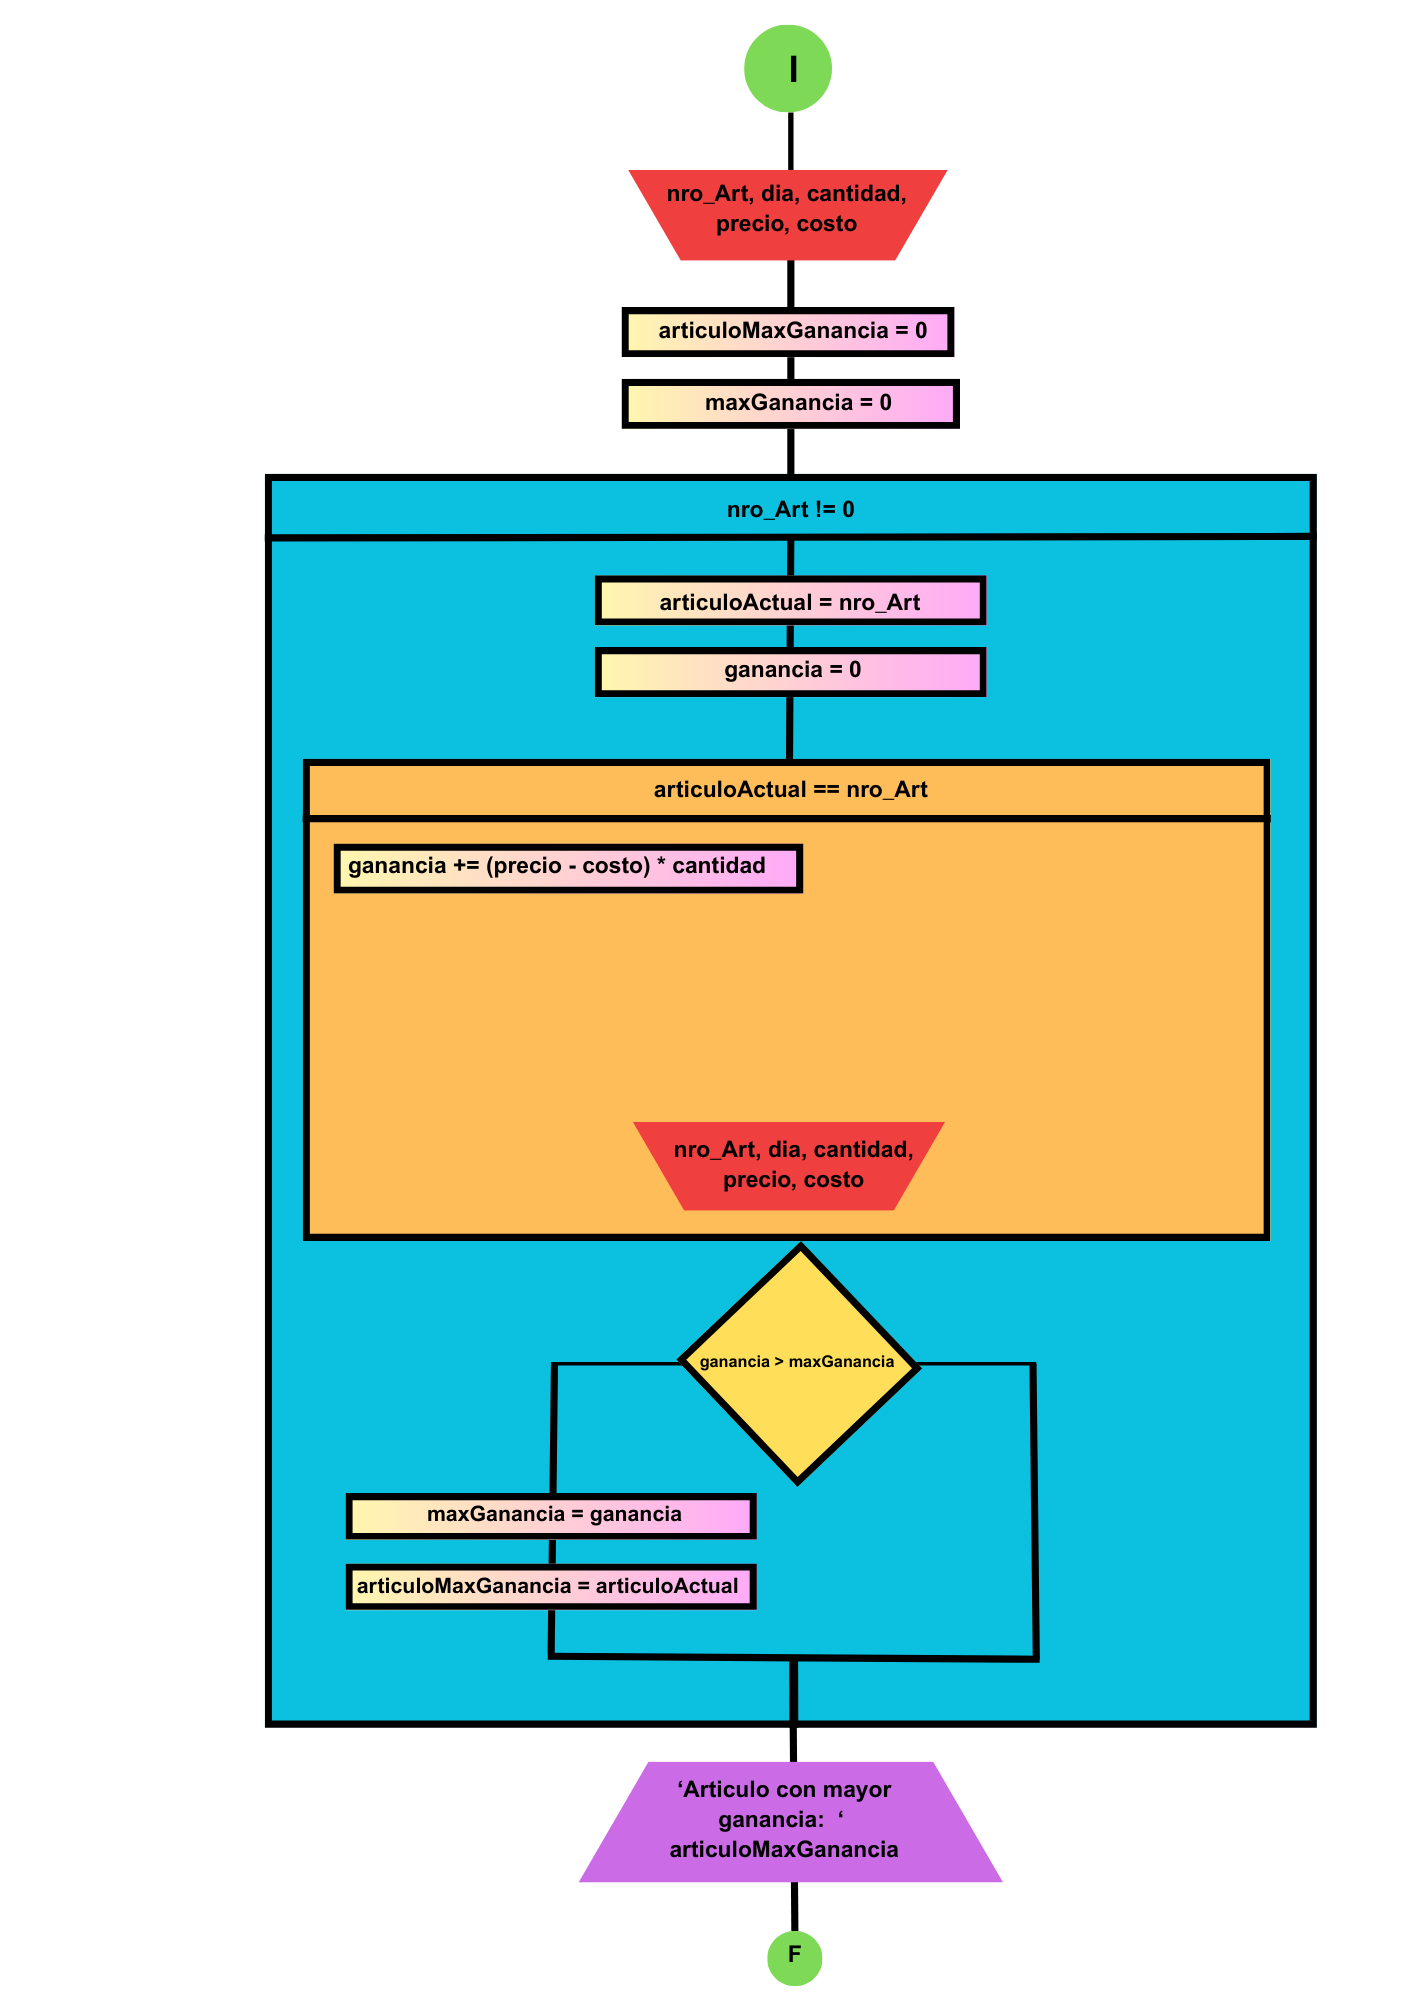 I
nro_Art, dia, cantidad,
precio, costo
articuloMaxGanancia = 0
maxGanancia = 0
nro_Art != 0
articuloActual = nro_Art
ganancia = 0
articuloActual == nro_Art
ganancia += (precio - costo) * cantidad
nro_Art, dia, cantidad,
precio, costo
ganancia > maxGanancia
maxGanancia = ganancia
articuloMaxGanancia = articuloActual
‘Articulo con mayor
ganancia:  ‘
articuloMaxGanancia
F